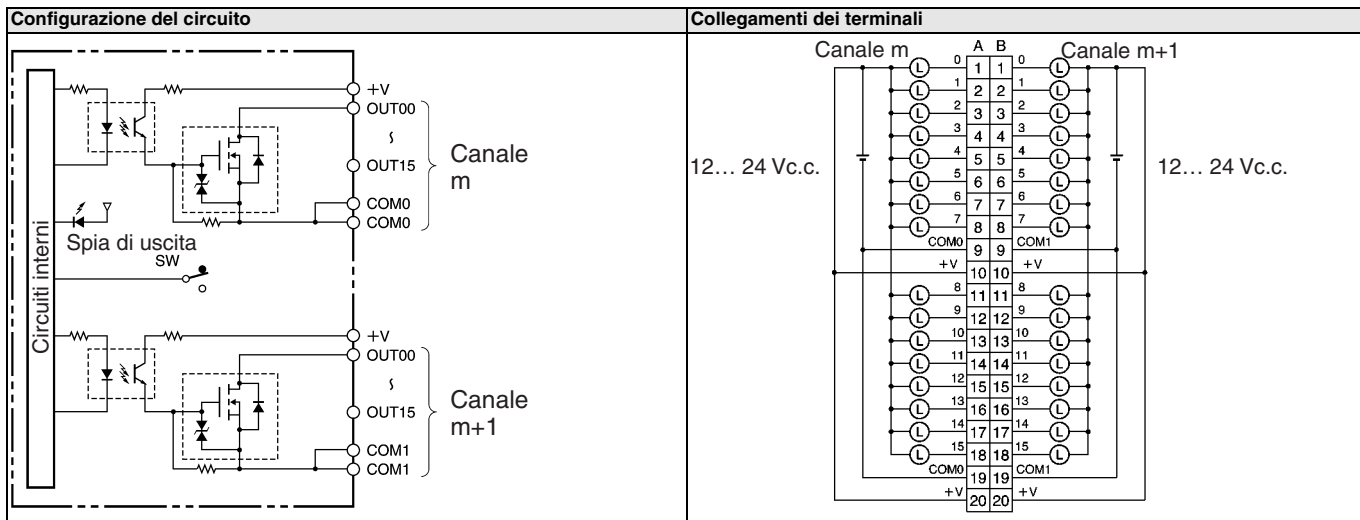 Configurazione del circuito
Circuiti interni
+V
OUT00
OUT15
COM0
COM0
Canale
m
Spia di uscita
SW
+V
OUT00
OUT15
COM1
COM1
Canale
m+1
Collegamenti dei terminali
Canale m A B Canale m+1
0 L 1 1 L 0
1 L 2 2 L 1
2 L 3 3 L 2
3 L 4 4 L 3
12… 24 Vc.c. 4 L 5 5 L 4 12… 24 Vc.c.
5 L 6 6 L 5
6 L 7 7 L 6
7 L 8 8 L 7
COM0 9 9 COM1
+V 10 10 +V
8 L 11 11 L 8
9 L 12 12 L 9
10 L 13 13 L 10
11 L 14 14 L 11
12 L 15 15 L 12
13 L 16 16 L 13
14 L 17 17 L 14
15 L 18 18 L 15
COM0 19 19 COM1
+V 20 20 +V